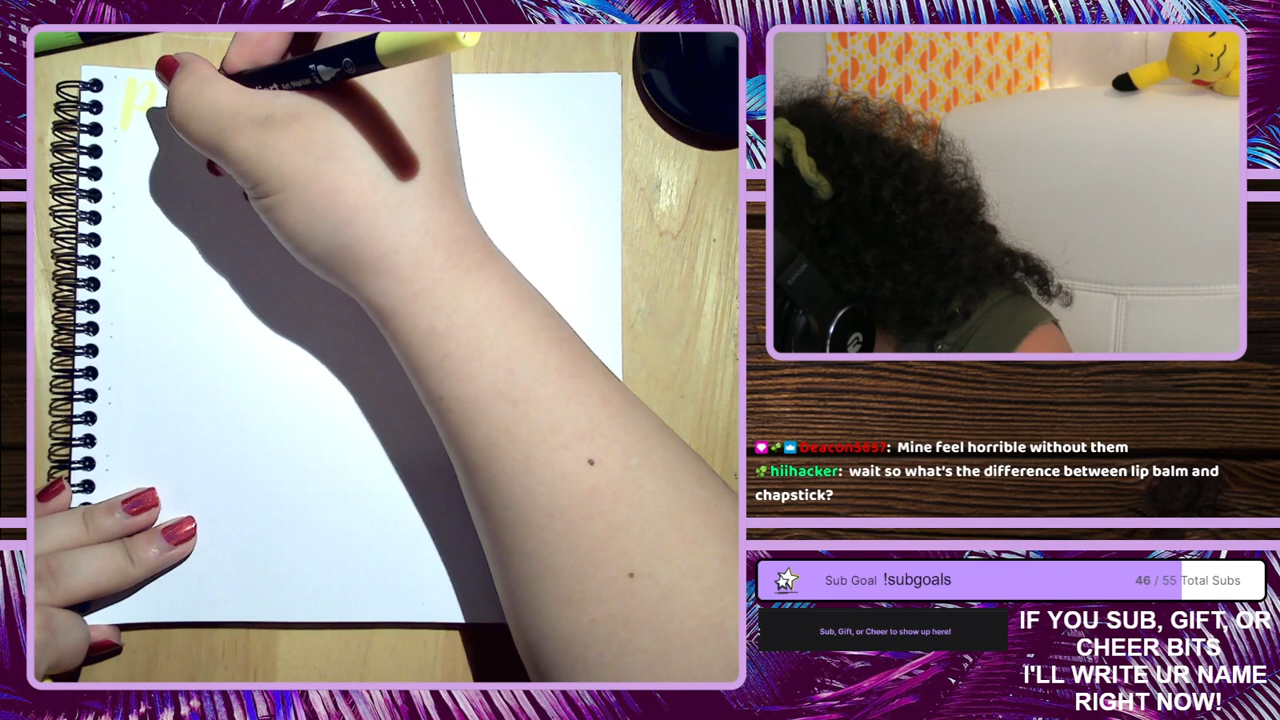 Art Marker
Deacon5657: Mine feel horrible without them
hiihacker: wait so what's the difference between lip balm and
chapstick?
Sub Goal !subgoals 46 / 55 Total Subs
Sub, Gift, or Cheer to show up here!
IF YOU SUB, GIFT, OR
CHEER BITS
I'LL WRITE UR NAME
RIGHT NOW!